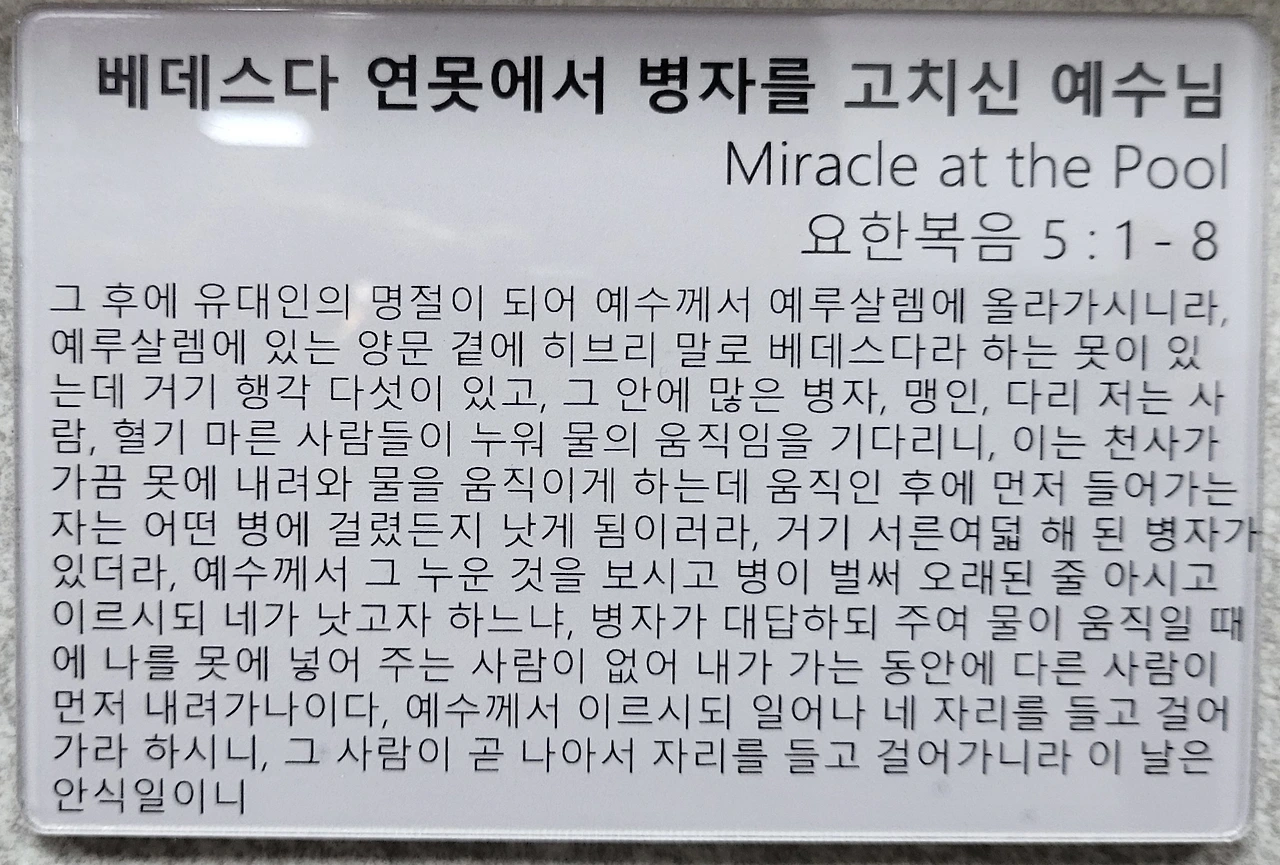 베데스다 연못에서 병자를 고치신 예수님
Miracle at the Pool
요한복음 5 : 1 - 8
그 후에 유대인의 명절이 되어 예수께서 예루살렘에 올라가시니라,
예루살렘에 있는 양문 곁에 히브리 말로 베데스다라 하는 못이 있
는데 거기 행각 다섯이 있고, 그 안에 많은 병자, 맹인, 다리 저는 사
람, 혈기 마른 사람들이 누워 물의 움직임을 기다리니, 이는 천사가
가끔 못에 내려와 물을 움직이게 하는데 움직인 후에 먼저 들어가는
자는 어떤 병에 걸렸든지 낫게 됨이러라, 거기 서른여덟 해 된 병자가
있더라, 예수께서 그 누운 것을 보시고 병이 벌써 오래된 줄 아시고
이르시되 네가 낫고자 하느냐, 병자가 대답하되 주여 물이 움직일 때
에 나를 못에 넣어 주는 사람이 없어 내가 가는 동안에 다른 사람이
먼저 내려가나이다, 예수께서 이르시되 일어나 네 자리를 들고 걸어
가라 하시니, 그 사람이 곧 나아서 자리를 들고 걸어가니라 이 날은
안식일이니